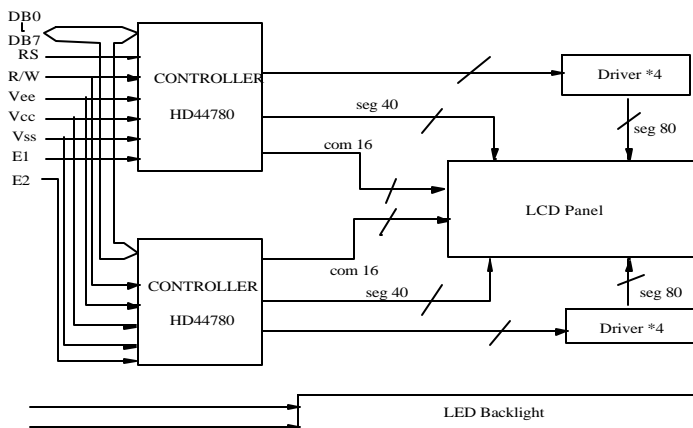 DB0
DB7
RS
R/W
Vee
Vcc
Vss
E1
E2
CONTROLLER
HD44780
seg 40
com 16
Driver *4
seg 80
LCD Panel
CONTROLLER
HD44780
com 16
seg 40
seg 80
Driver *4
LED Backlight